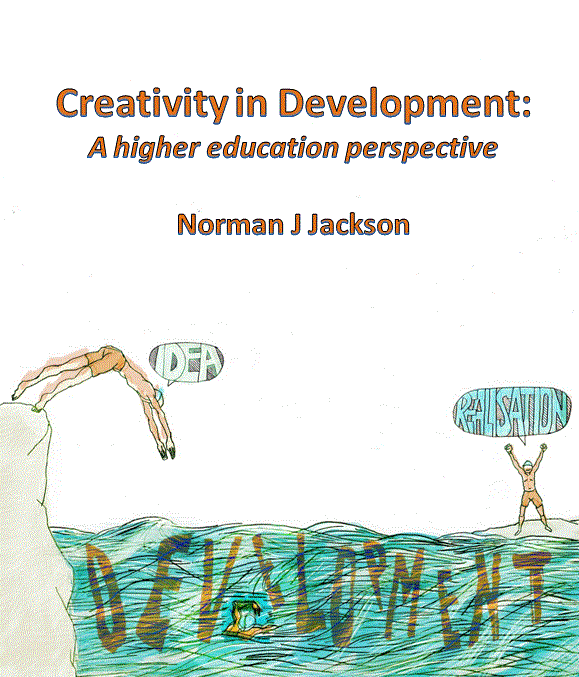 Creativity in Development:
A higher education perspective
Norman J Jackson
IDEA
REALISATION
DEVELOPMENT